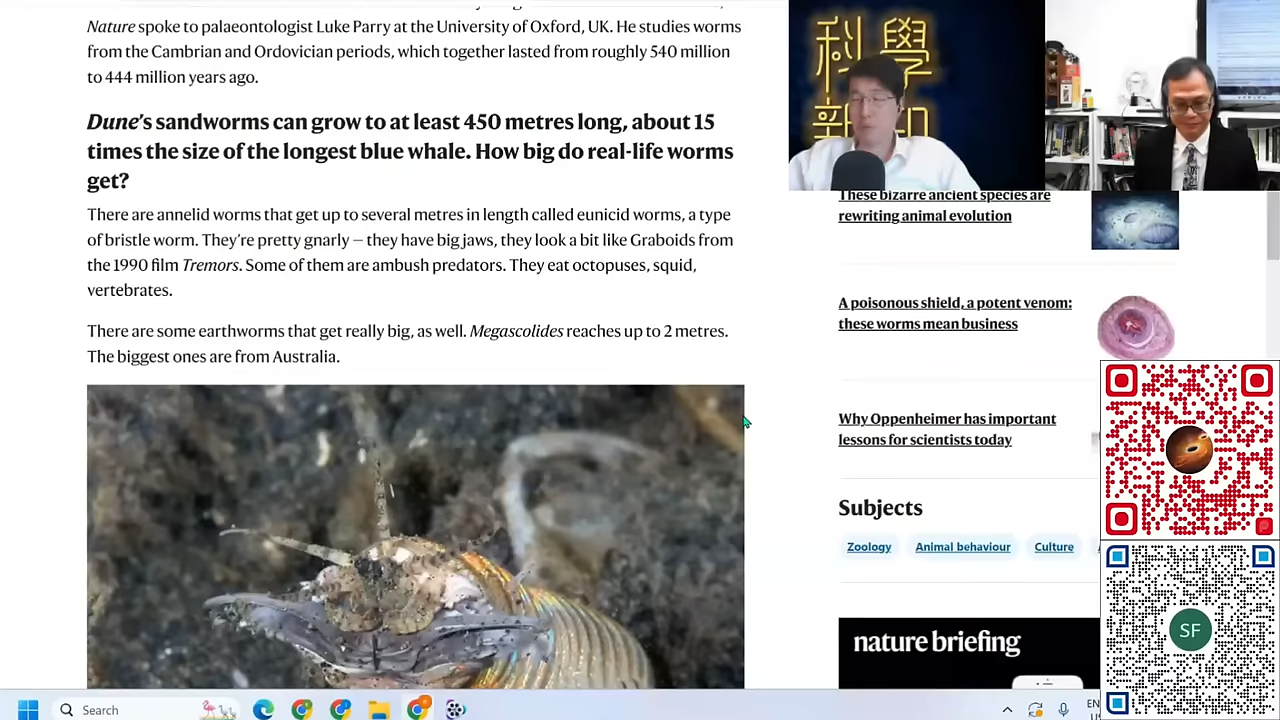 Nature spoke to palaeontologist Luke Parry at the University of Oxford, UK. He studies worms
from the Cambrian and Ordovician periods, which together lasted from roughly 540 million
to 444 million years ago.
Dune's sandworms can grow to at least 450 metres long, about 15
times the size of the longest blue whale. How big do real-life worms
get?
There are annelid worms that get up to several metres in length called eunicid worms, a type
of bristle worm. They're pretty gnarly – they have big jaws, they look a bit like Graboids from
the 1990 film Tremors. Some of them are ambush predators. They eat octopuses, squid,
vertebrates.
There are some earthworms that get really big, as well. Megascolides reaches up to 2 metres.
The biggest ones are from Australia.
科學
新知
These bizarre ancient species are
rewriting animal evolution
A poisonous shield, a potent venom:
these worms mean business
Why Oppenheimer has important
lessons for scientists today
Subjects
Zoology
Animal behaviour
Culture
nature briefing
SF
Search
EN